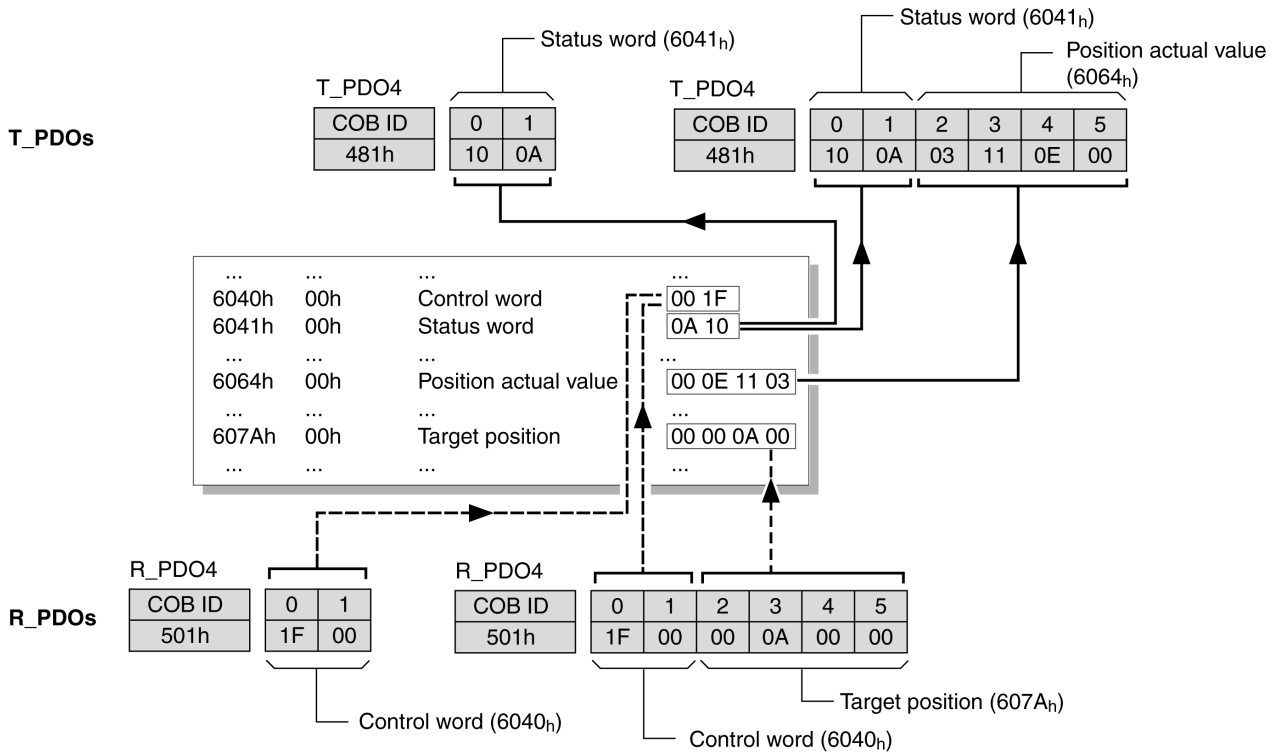 Status word (6041h)
Status word (6041h)
Position actual value
(6064h)
T_PDO4
T_PDO4
T_PDOs
COB ID 0 1
481h 10 0A
COB ID 0 1 2 3 4 5
481h 10 0A 03 11 0E 00
... ... ... ...
6040h 00h Control word 00 1F
6041h 00h Status word 0A 10
... ... ... ...
6064h 00h Position actual value 00 0E 11 03
... ... ... ...
607Ah 00h Target position 00 00 0A 00
... ... ... ...
R_PDO4
R_PDO4
R_PDOs
COB ID 0 1
501h 1F 00
COB ID 0 1 2 3 4 5
501h 1F 00 00 0A 00 00
Target position (607Ah)
Control word (6040h)
Control word (6040h)